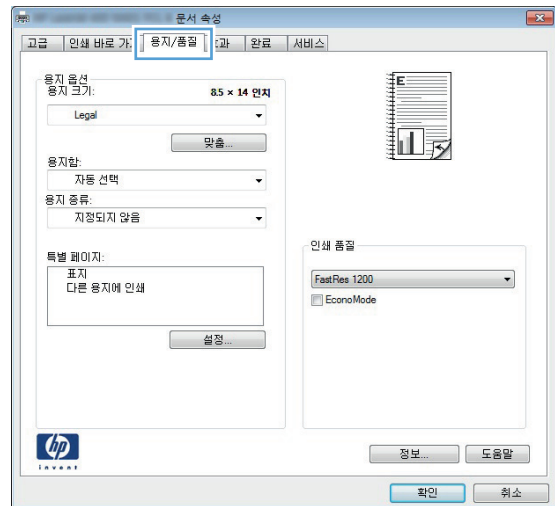 문서 속성
고급
인쇄 바로 가
용지/품질
완료
서비스
용지 옵션
용지 크기:
8.5 × 14 인치
Legal
맞춤...
용지함:
자동 선택
용지 종류:
지정되지 않음
특별 페이지:
표지
다른 용지에 인쇄
설정...
E
인쇄 품질
FastRes 1200
EconoMode
hp
invent
정보...
도움말
확인
취소